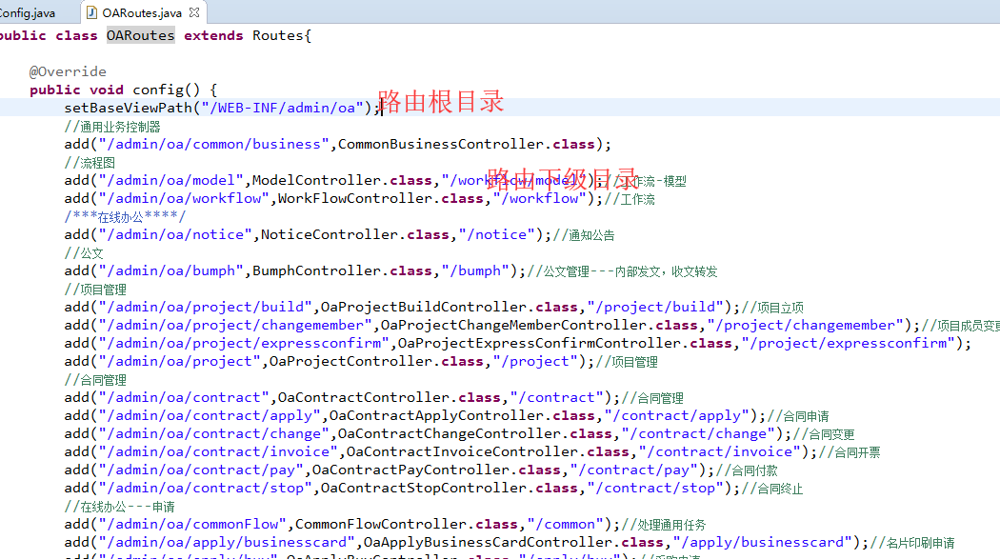 Config.java OARoutes.java
public class OARoutes extends Routes{
@Override
public void config() {
setBaseViewPath("/WEB-INF/admin/oa"); 路由根目录
//通用业务控制器
add("/admin/oa/common/business",CommonBusinessController.class);
//流程图
路由下级目录
add("/admin/oa/model",ModelController.class,"/workflow/model");//工作流-模型
add("/admin/oa/workflow",WorkFlowController.class,"/workflow");//工作流
/***在线办公****/
add("/admin/oa/notice",NoticeController.class,"/notice");//通知公告
//公文
add("/admin/oa/bumph",BumphController.class,"/bumph");//公文管理---内部发文，收文转发
//项目管理
add("/admin/oa/project/build",OaProjectBuildController.class,"/project/build");//项目立项
add("/admin/oa/project/changemember",OaProjectChangeMemberController.class,"/project/changemember");//项目成员变更
add("/admin/oa/project/expressconfirm",OaProjectExpressConfirmController.class,"/project/expressconfirm");
add("/admin/oa/project",OaProjectController.class,"/project");//项目管理
//合同管理
add("/admin/oa/contract",OaContractController.class,"/contract");//合同管理
add("/admin/oa/contract/apply",OaContractApplyController.class,"/contract/apply");//合同申请
add("/admin/oa/contract/change",OaContractChangeController.class,"/contract/change");//合同变更
add("/admin/oa/contract/invoice",OaContractInvoiceController.class,"/contract/invoice");//合同开票
add("/admin/oa/contract/pay",OaContractPayController.class,"/contract/pay");//合同付款
add("/admin/oa/contract/stop",OaContractStopController.class,"/contract/stop");//合同终止
//在线办公---申请
add("/admin/oa/commonFlow",CommonFlowController.class,"/common");//处理通用任务
add("/admin/oa/apply/businesscard",OaApplyBusinessCardController.class,"/apply/businesscard");//名片印刷申请